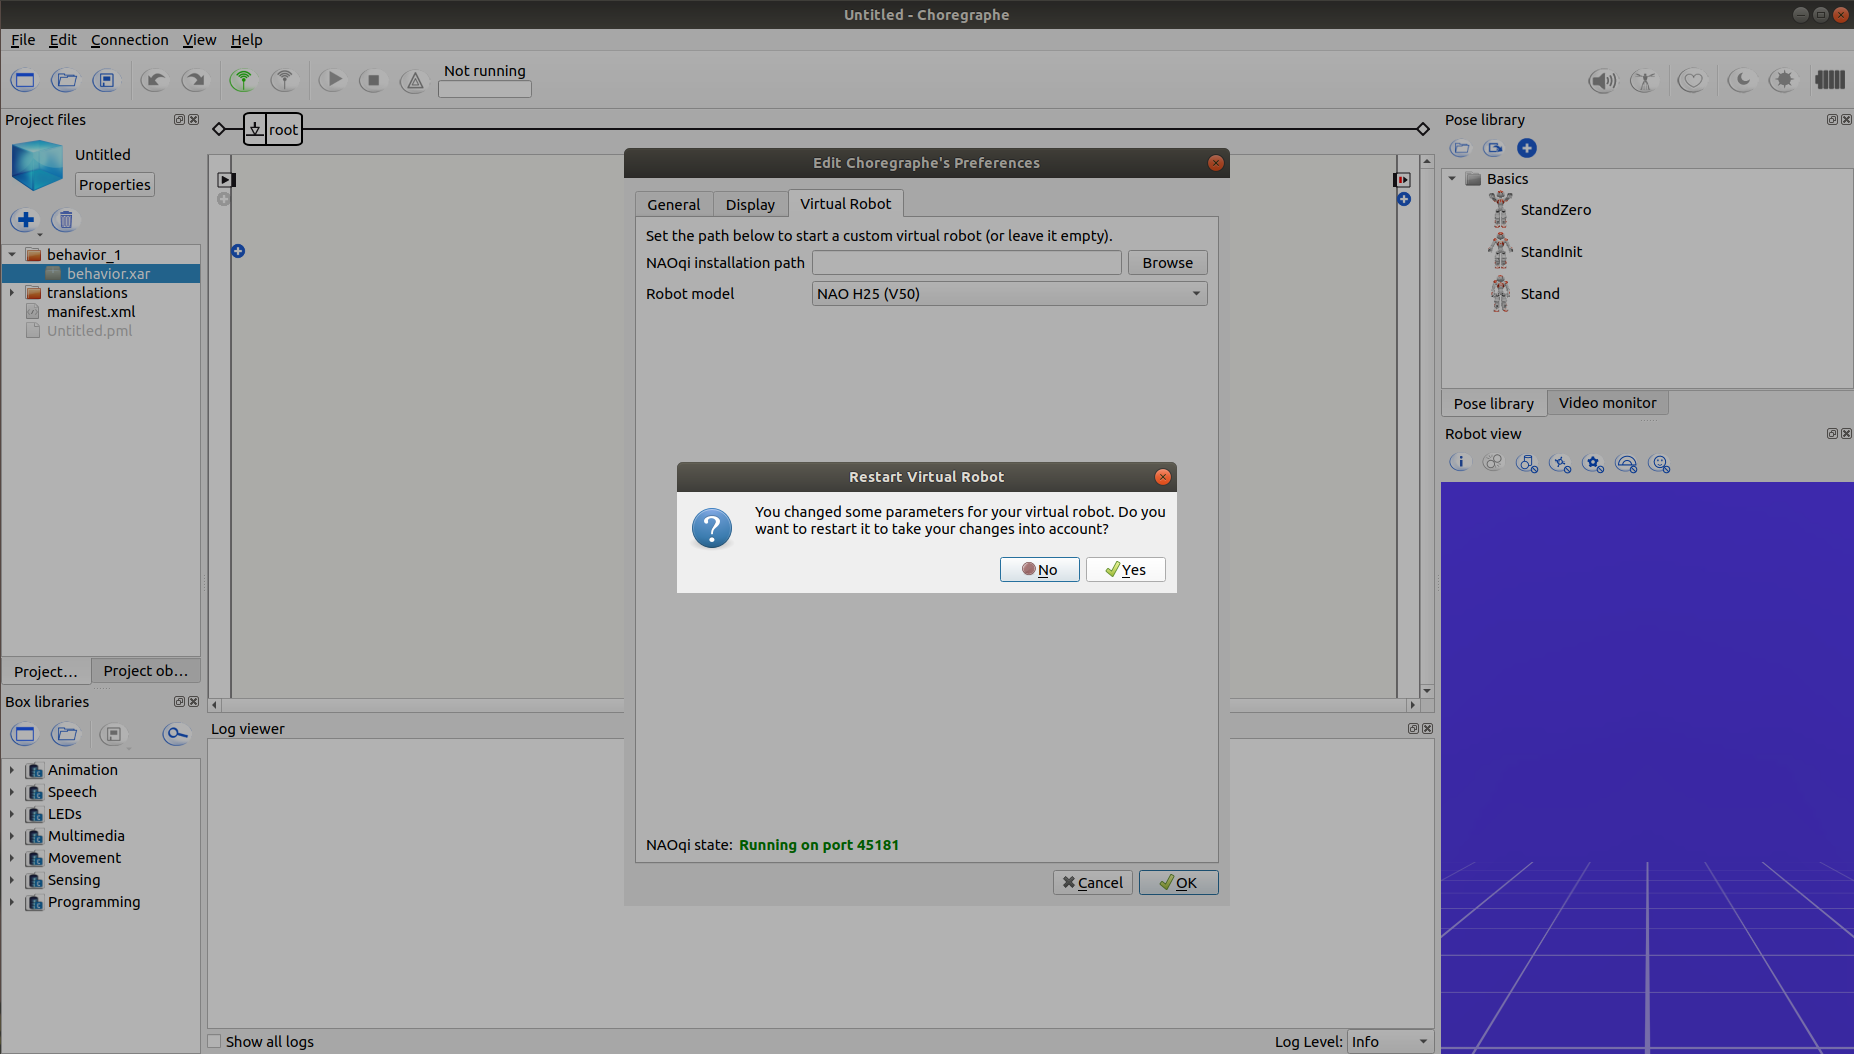 Untitled - Choregraphe
File Edit Connection View Help
Not running
Project files
Untitled
Properties
behavior_1
behavior.xar
translations
manifest.xml
Untitled.pml
Project...
Project ob...
Box libraries
Animation
Speech
LEDs
Multimedia
Movement
Sensing
Programming
root
Edit Choregraphe's Preferences
General Display Virtual Robot
Set the path below to start a custom virtual robot (or leave it empty).
NAOqi installation path Browse
Robot model NAO H25 (V50)
Restart Virtual Robot
You changed some parameters for your virtual robot. Do you
want to restart it to take your changes into account?
No Yes
NAOqi state: Running on port 45181
Cancel OK
Log viewer
Show all logs
Log Level: Info
Pose library
Basics
StandZero
StandInit
Stand
Pose library Video monitor
Robot view